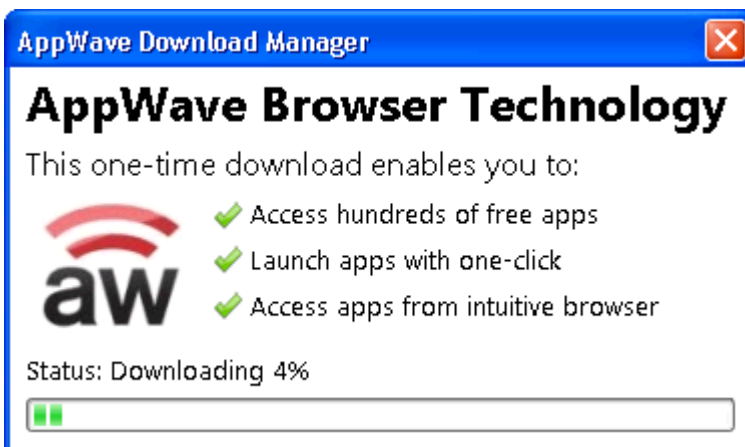 AppWave Download Manager
AppWave Browser Technology
This one-time download enables you to:
Access hundreds of free apps
Launch apps with one-click
aw
Access apps from intuitive browser
Status: Downloading 4%